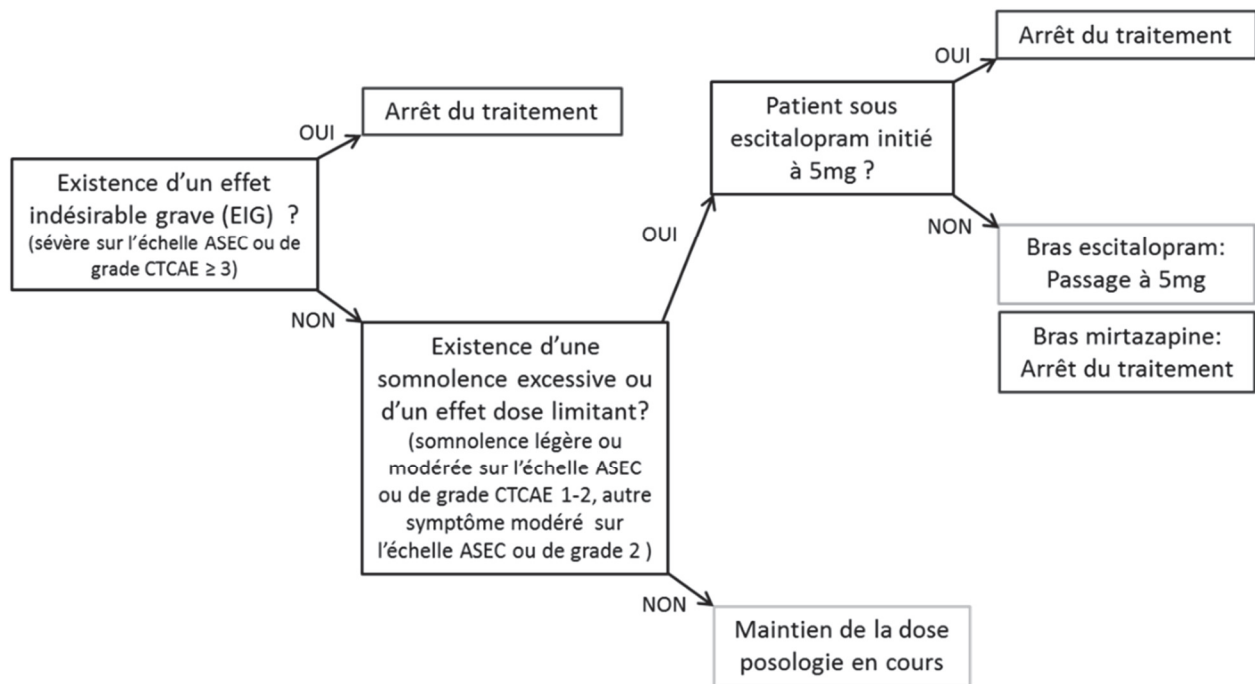 Existence d'un effet
indésirable grave (EIG) ?
(sévère sur l'échelle ASEC ou de
grade CTCAE ≥ 3)
OUI
Arrêt du traitement
NON
Existence d'une
somnolence excessive ou
d'un effet dose limitant?
(somnolence légère ou
modérée sur l'échelle ASEC
ou de grade CTCAE 1-2, autre
symptôme modéré sur
l'échelle ASEC ou de grade 2 )
OUI
Patient sous
escitalopram initié
à 5mg ?
OUI
Arrêt du traitement
NON
Bras escitalopram:
Passage à 5mg
Bras mirtazapine:
Arrêt du traitement
NON
Maintien de la dose
posologie en cours